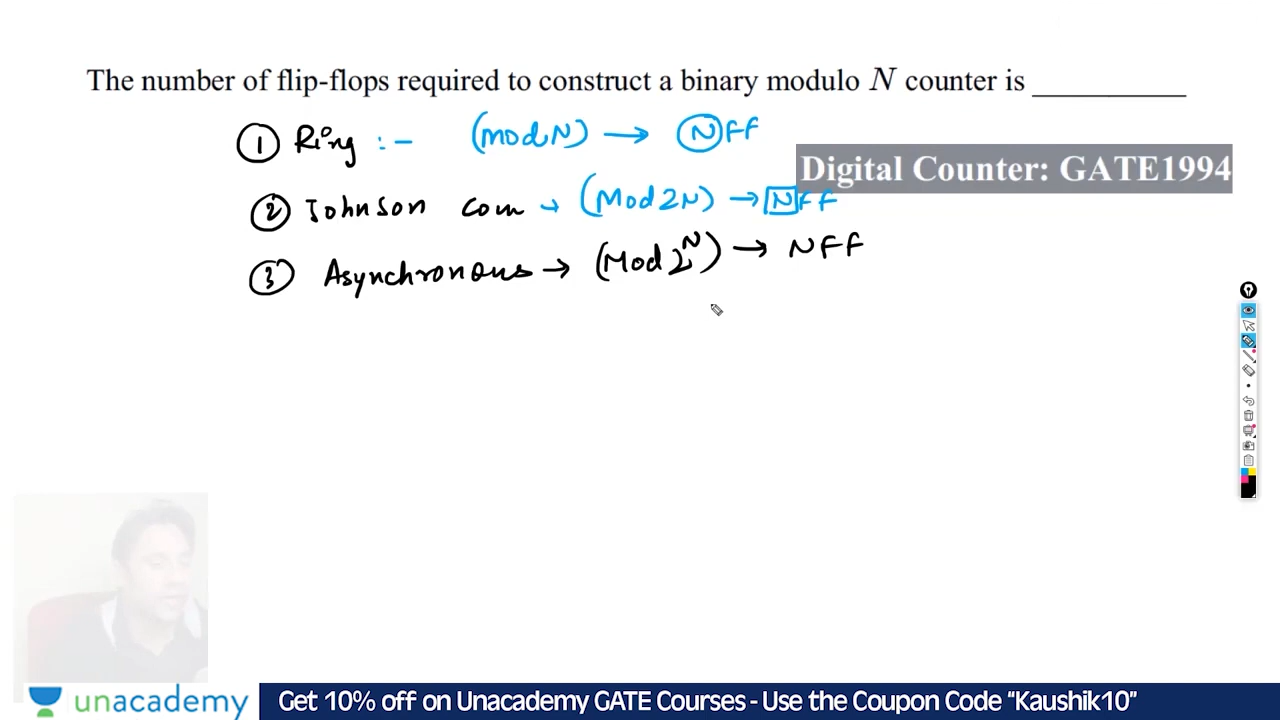 The number of flip-flops required to construct a binary modulo N counter is ___________
① Ring :- (mod N) → N FF
Digital Counter: GATE1994
② Johnson Coun → (Mod 2N) → N FF
③ Asynchronous → (Mod 2^N) → N FF
unacademy
Get 10% off on Unacademy GATE Courses - Use the Coupon Code "Kaushik10"